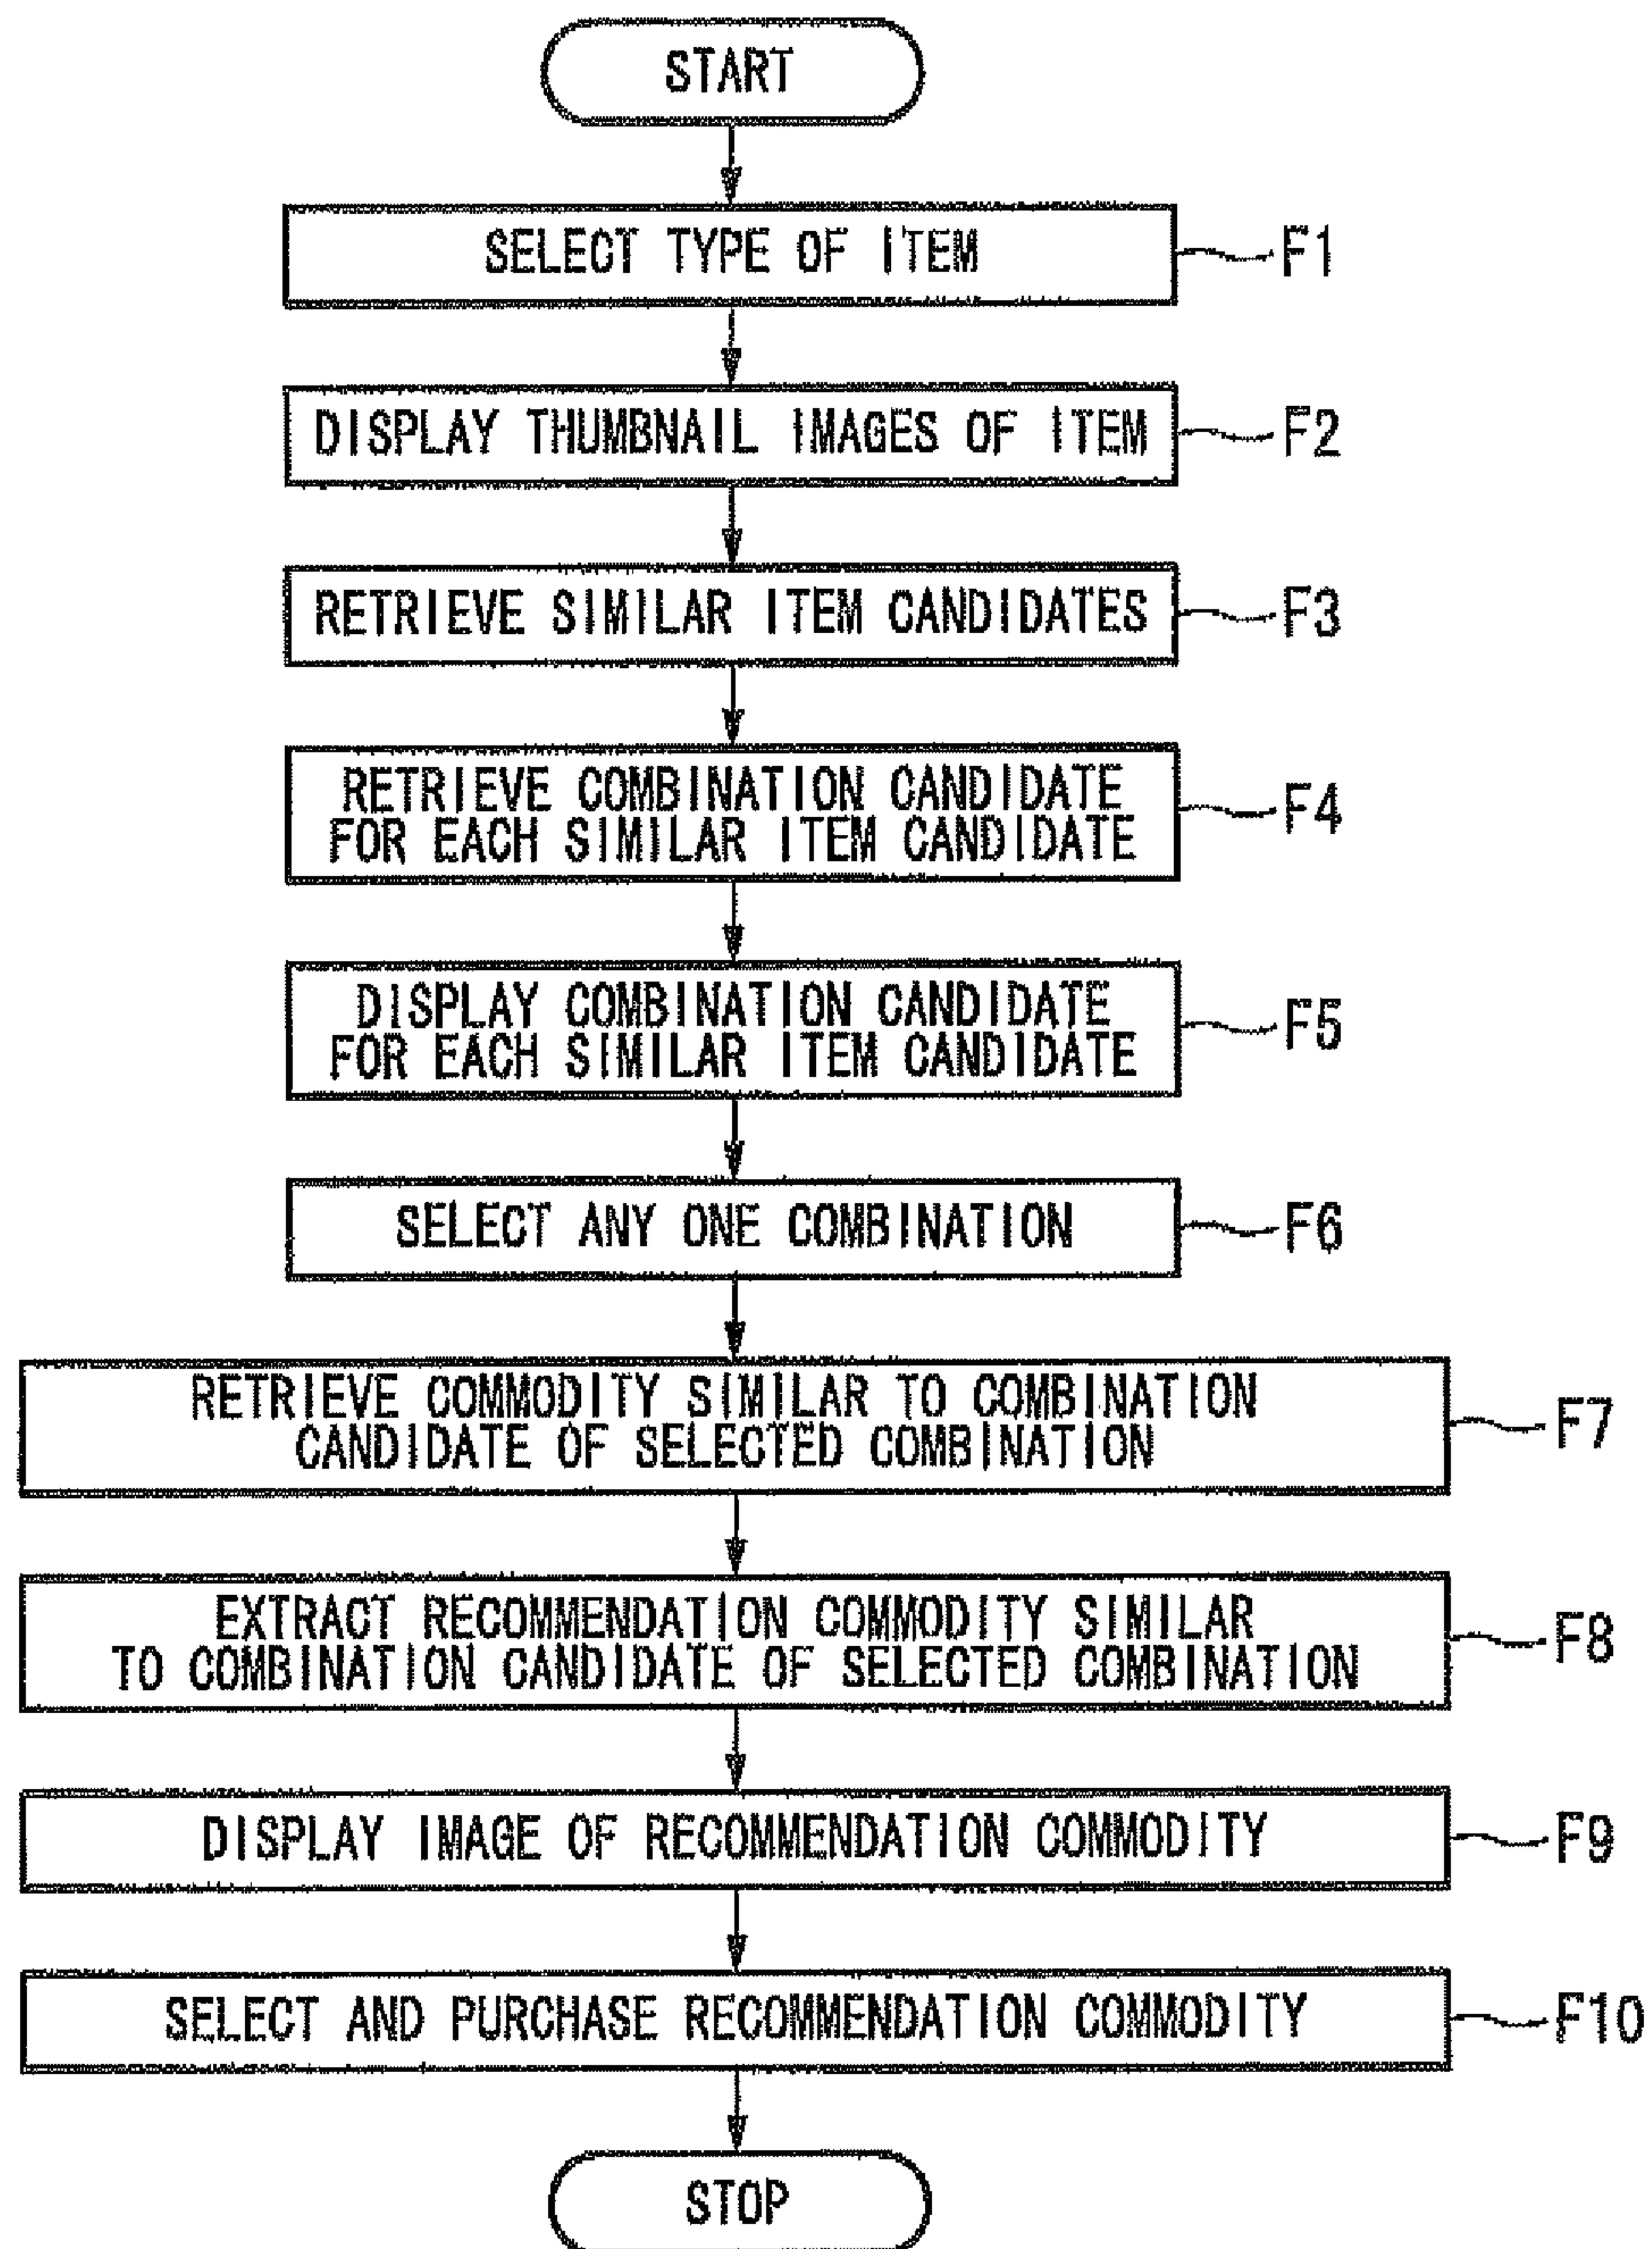 START
SELECT TYPE OF ITEM
F1
DISPLAY THUMBNAIL IMAGES OF ITEM
F2
RETRIEVE SIMILAR ITEM CANDIDATES
F3
RETRIEVE COMBINATION CANDIDATE
FOR EACH SIMILAR ITEM CANDIDATE
F4
DISPLAY COMBINATION CANDIDATE
FOR EACH SIMILAR ITEM CANDIDATE
F5
SELECT ANY ONE COMBINATION
F6
RETRIEVE COMMODITY SIMILAR TO COMBINATION
CANDIDATE OF SELECTED COMBINATION
F7
EXTRACT RECOMMENDATION COMMODITY SIMILAR
TO COMBINATION CANDIDATE OF SELECTED COMBINATION
F8
DISPLAY IMAGE OF RECOMMENDATION COMMODITY
F9
SELECT AND PURCHASE RECOMMENDATION COMMODITY
F10
STOP